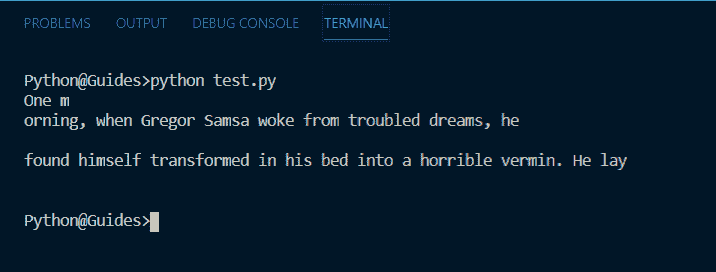 PROBLEMS OUTPUT DEBUG CONSOLE TERMINAL
Python@Guides>python test.py
One m
orning, when Gregor Samsa woke from troubled dreams, he
found himself transformed in his bed into a horrible vermin. He lay
Python@Guides>